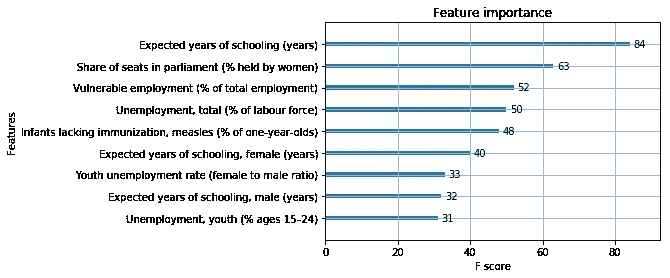 Feature importance
Expected years of schooling (years)
84
Share of seats in parliament (% held by women)
63
Vulnerable employment (% of total employment)
52
Unemployment, total (% of labour force)
50
Infants lacking immunization, measles (% of one-year-olds)
48
Expected years of schooling, female (years)
40
Youth unemployment rate (female to male ratio)
33
Expected years of schooling, male (years)
32
Unemployment, youth (% ages 15–24)
31
Features
0 20 40 60 80
F score